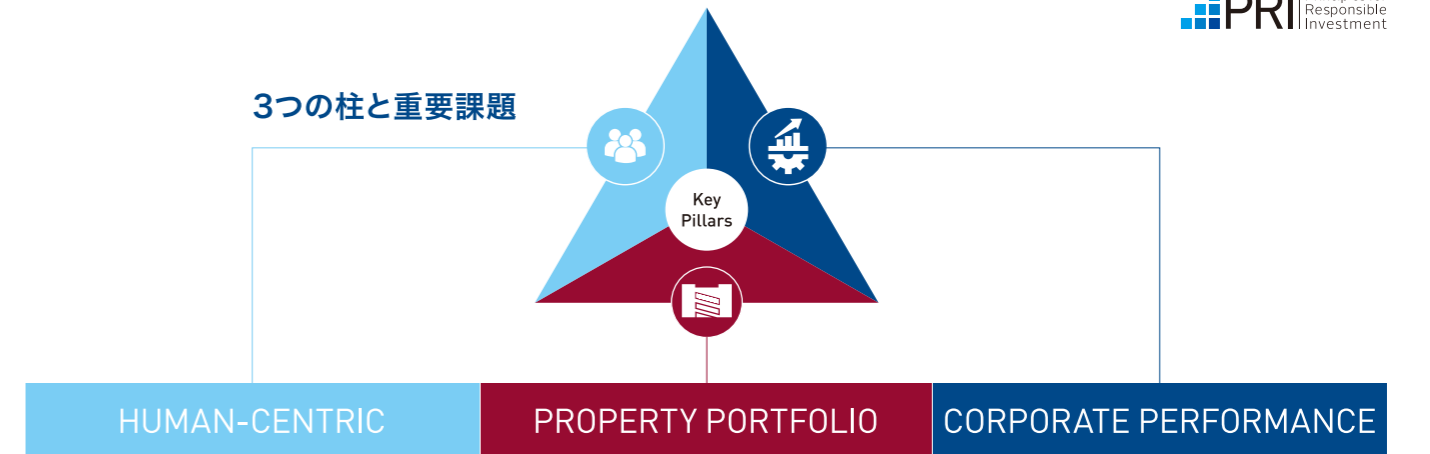 PRI
Responsible
Investment
3つの柱と重要課題
Key
Pillars
HUMAN-CENTRIC
PROPERTY PORTFOLIO
CORPORATE PERFORMANCE